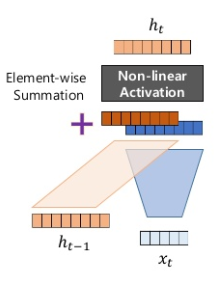 h_t
Element-wise
Summation
Non-linear
Activation
+
h_{t-1}
x_t